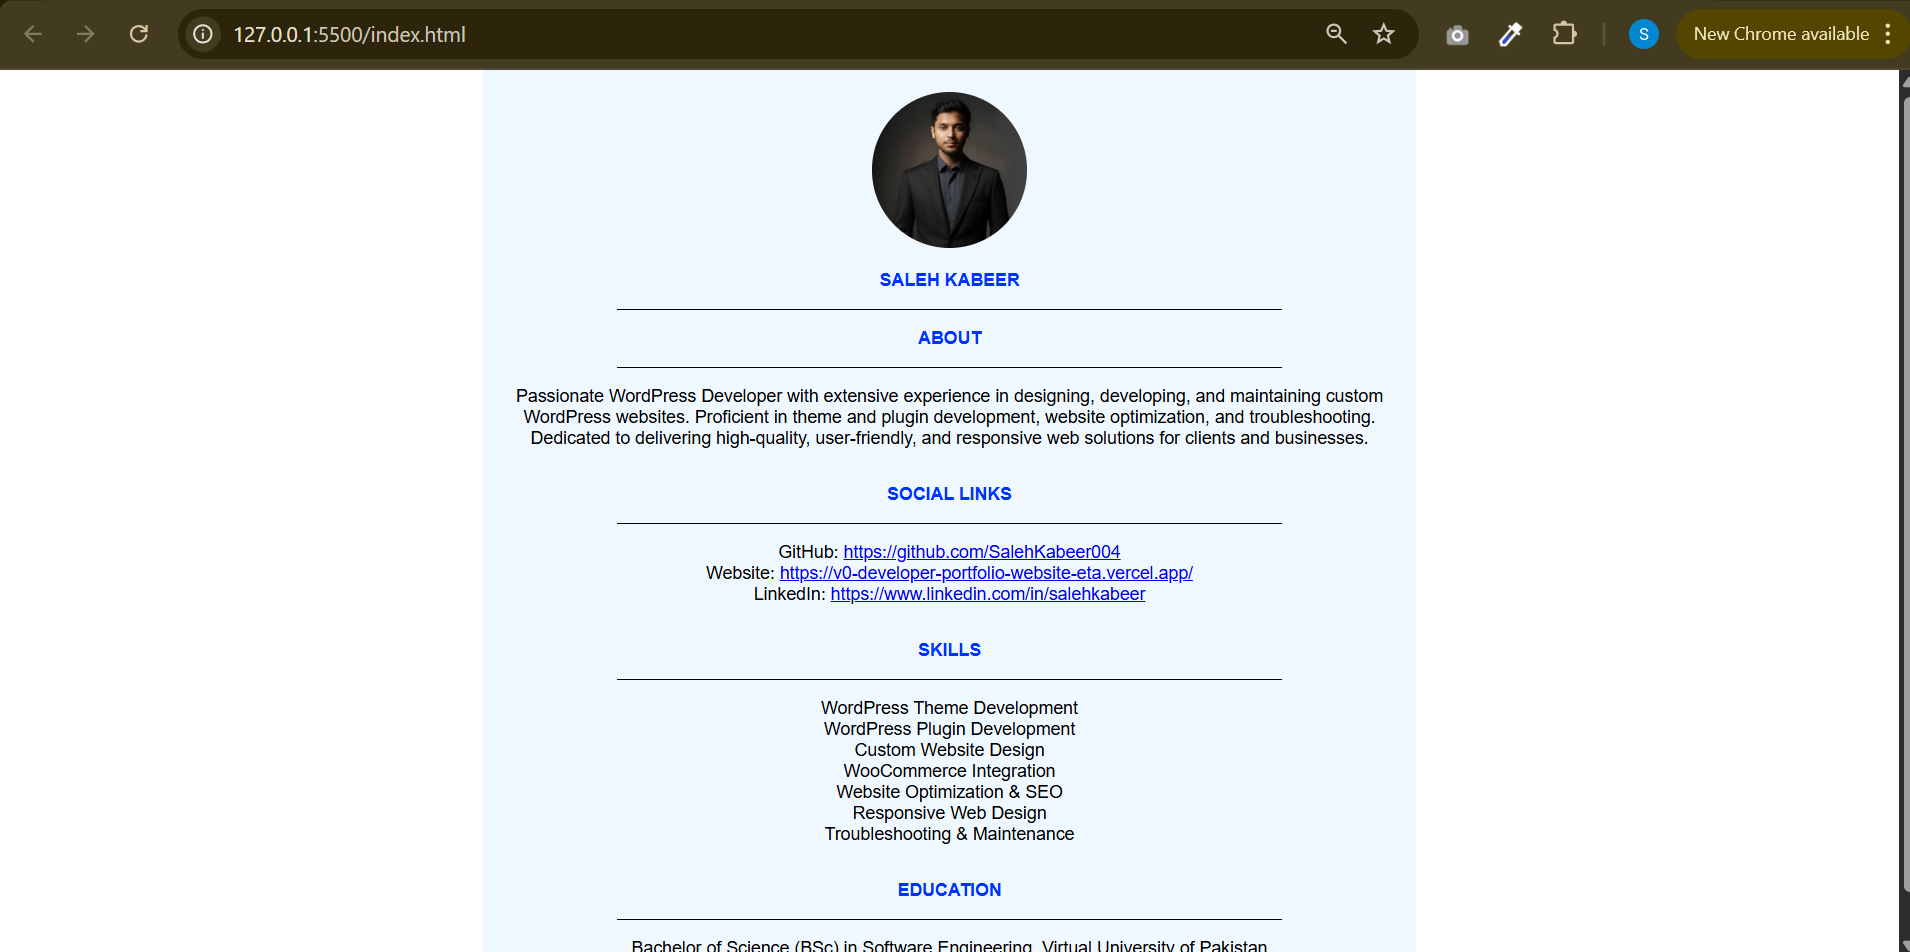 127.0.0.1:5500/index.html
S
New Chrome available
SALEH KABEER
ABOUT
Passionate WordPress Developer with extensive experience in designing, developing, and maintaining custom
WordPress websites. Proficient in theme and plugin development, website optimization, and troubleshooting.
Dedicated to delivering high-quality, user-friendly, and responsive web solutions for clients and businesses.
SOCIAL LINKS
GitHub: https://github.com/SalehKabeer004
Website: https://v0-developer-portfolio-website-eta.vercel.app/
LinkedIn: https://www.linkedin.com/in/salehkabeer
SKILLS
WordPress Theme Development
WordPress Plugin Development
Custom Website Design
WooCommerce Integration
Website Optimization & SEO
Responsive Web Design
Troubleshooting & Maintenance
EDUCATION
Bachelor of Science (BSc) in Software Engineering, Virtual University of Pakistan